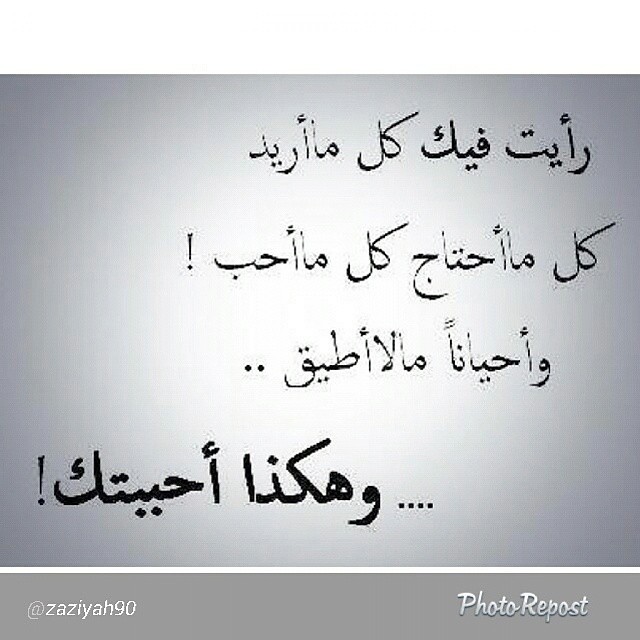 رأيت فيك كل ماأريد
كل ماأحتاج كل ماأحب !
وأحياناً مالاأطيق ..
.... وهكذا أحببتك!
@zaziyah90
PhotoRepost